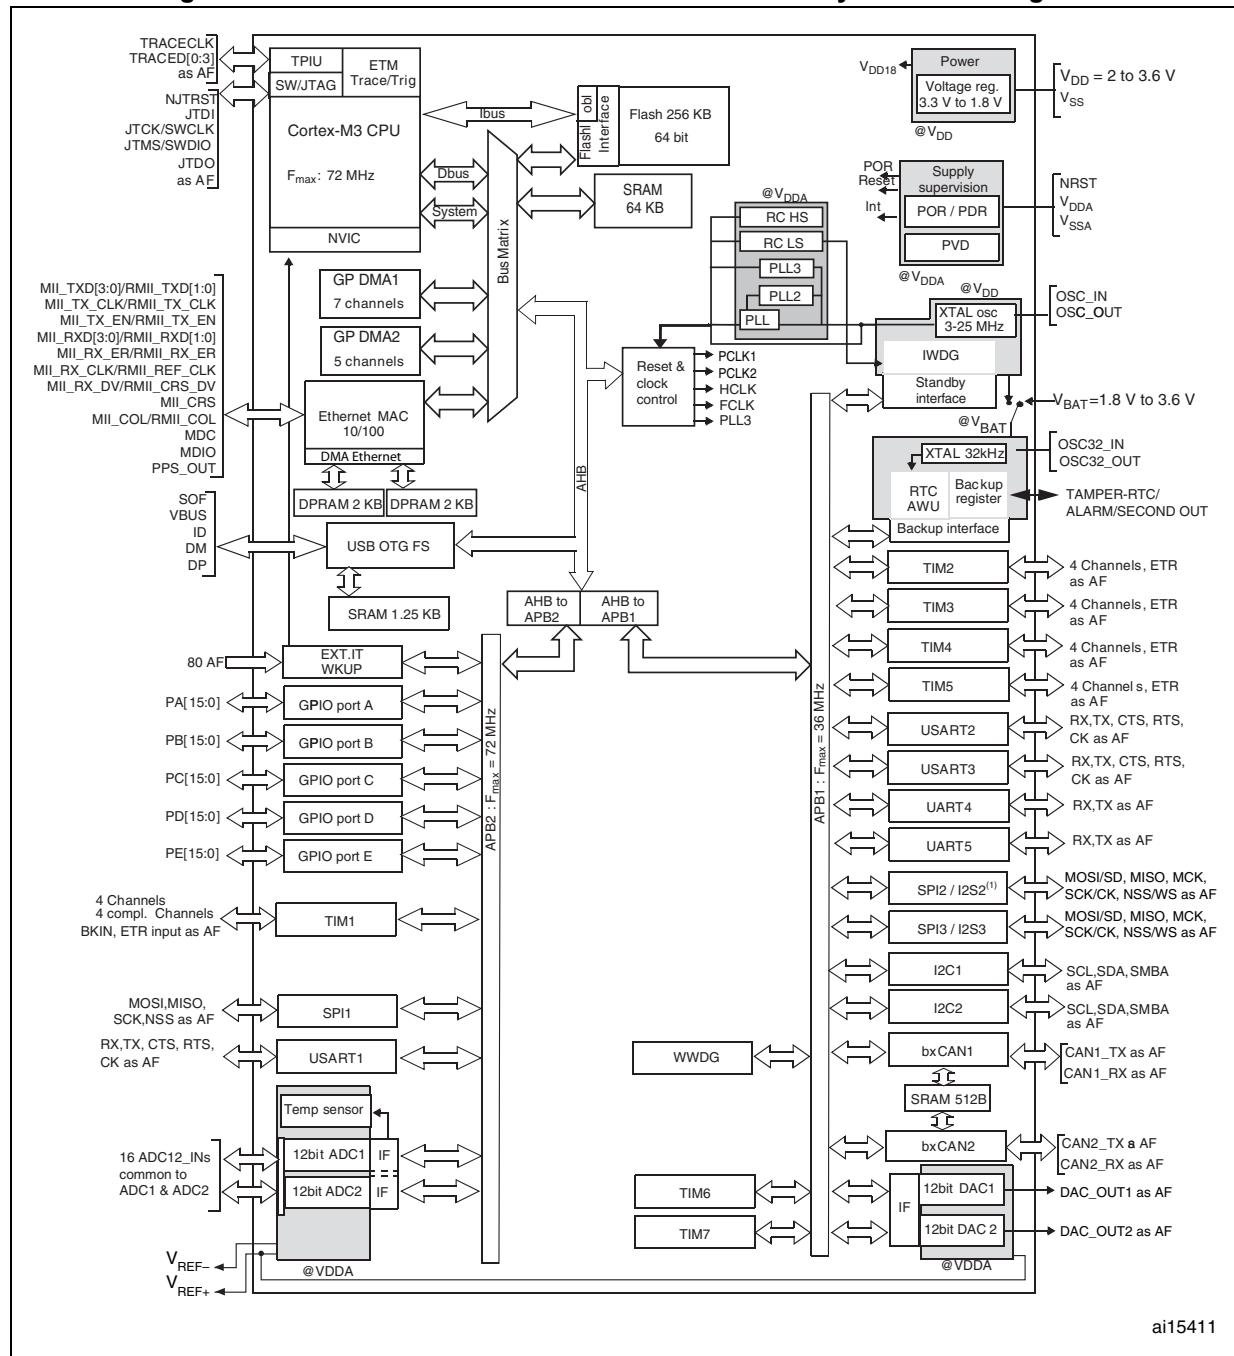 TRACECLK
TRACED[0:3]
as AF
TPIU
ETM
Trace/Trig
SW/JTAG
NJTRST
JTDI
JTCK/SWCLK
JTMS/SWDIO
JTDO
as AF
Cortex-M3 CPU
Fmax: 72 MHz
NVIC
Ibus
Dbus
System
Flashl obl
Interface
Flash 256 KB
64 bit
SRAM
64 KB
Bus Matrix
GP DMA1
7 channels
GP DMA2
5 channels
MII_TXD[3:0]/RMII_TXD[1:0]
MII_TX_CLK/RMII_TX_CLK
MII_TX_EN/RMII_TX_EN
MII_RXD[3:0]/RMII_RXD[1:0]
MII_RX_ER/RMII_RX_ER
MII_RX_CLK/RMII_REF_CLK
MII_RX_DV/RMII_CRS_DV
MII_CRS
MII_COL/RMII_COL
MDC
MDIO
PPS_OUT
Ethernet MAC
10/100
DMA Ethernet
DPRAM 2 KB
DPRAM 2 KB
SOF
VBUS
ID
DM
DP
USB OTG FS
SRAM 1.25 KB
AHB
VDD18
Power
Voltage reg.
3.3 V to 1.8 V
@VDD
VDD = 2 to 3.6 V
VSS
POR
Reset
Int
Supply
supervision
POR / PDR
PVD
@VDDA
NRST
VDDA
VSSA
@VDDA
RC HS
RC LS
PLL3
PLL2
PLL
@VDD
XTAL osc
3-25 MHz
IWDG
Standby
interface
OSC_IN
OSC_OUT
Reset &
clock
control
PCLK1
PCLK2
HCLK
FCLK
PLL3
VBAT=1.8 V to 3.6 V
@VBAT
XTAL 32kHz
RTC
AWU
Backup
register
Backup interface
OSC32_IN
OSC32_OUT
TAMPER-RTC/
ALARM/SECOND OUT
AHB to
APB2
AHB to
APB1
80 AF
EXT.IT
WKUP
PA[15:0]
GPIO port A
PB[15:0]
GPIO port B
PC[15:0]
GPIO port C
PD[15:0]
GPIO port D
PE[15:0]
GPIO port E
4 Channels
4 compl. Channels
BKIN, ETR input as AF
TIM1
MOSI,MISO,
SCK,NSS as AF
SPI1
RX,TX, CTS, RTS,
CK as AF
USART1
Temp sensor
16 ADC12_INs
common to
ADC1 & ADC2
12bit ADC1
IF
12bit ADC2
IF
VREF–
VREF+
@VDDA
APB2 : Fmax = 72 MHz
APB1 : Fmax = 36 MHz
WWDG
TIM6
TIM7
TIM2
4 Channels, ETR
as AF
TIM3
4 Channels, ETR
as AF
TIM4
4 Channels, ETR
as AF
TIM5
4 Channels, ETR
as AF
USART2
RX,TX, CTS, RTS,
CK as AF
USART3
RX,TX, CTS, RTS,
CK as AF
UART4
RX,TX as AF
UART5
RX,TX as AF
SPI2 / I2S2(1)
MOSI/SD, MISO, MCK,
SCK/CK, NSS/WS as AF
SPI3 / I2S3
MOSI/SD, MISO, MCK,
SCK/CK, NSS/WS as AF
I2C1
SCL,SDA,SMBA
as AF
I2C2
SCL,SDA,SMBA
as AF
bxCAN1
CAN1_TX as AF
CAN1_RX as AF
SRAM 512B
bxCAN2
CAN2_TX a AF
CAN2_RX as AF
IF
12bit DAC1
DAC_OUT1 as AF
12bit DAC 2
DAC_OUT2 as AF
@VDDA
ai15411